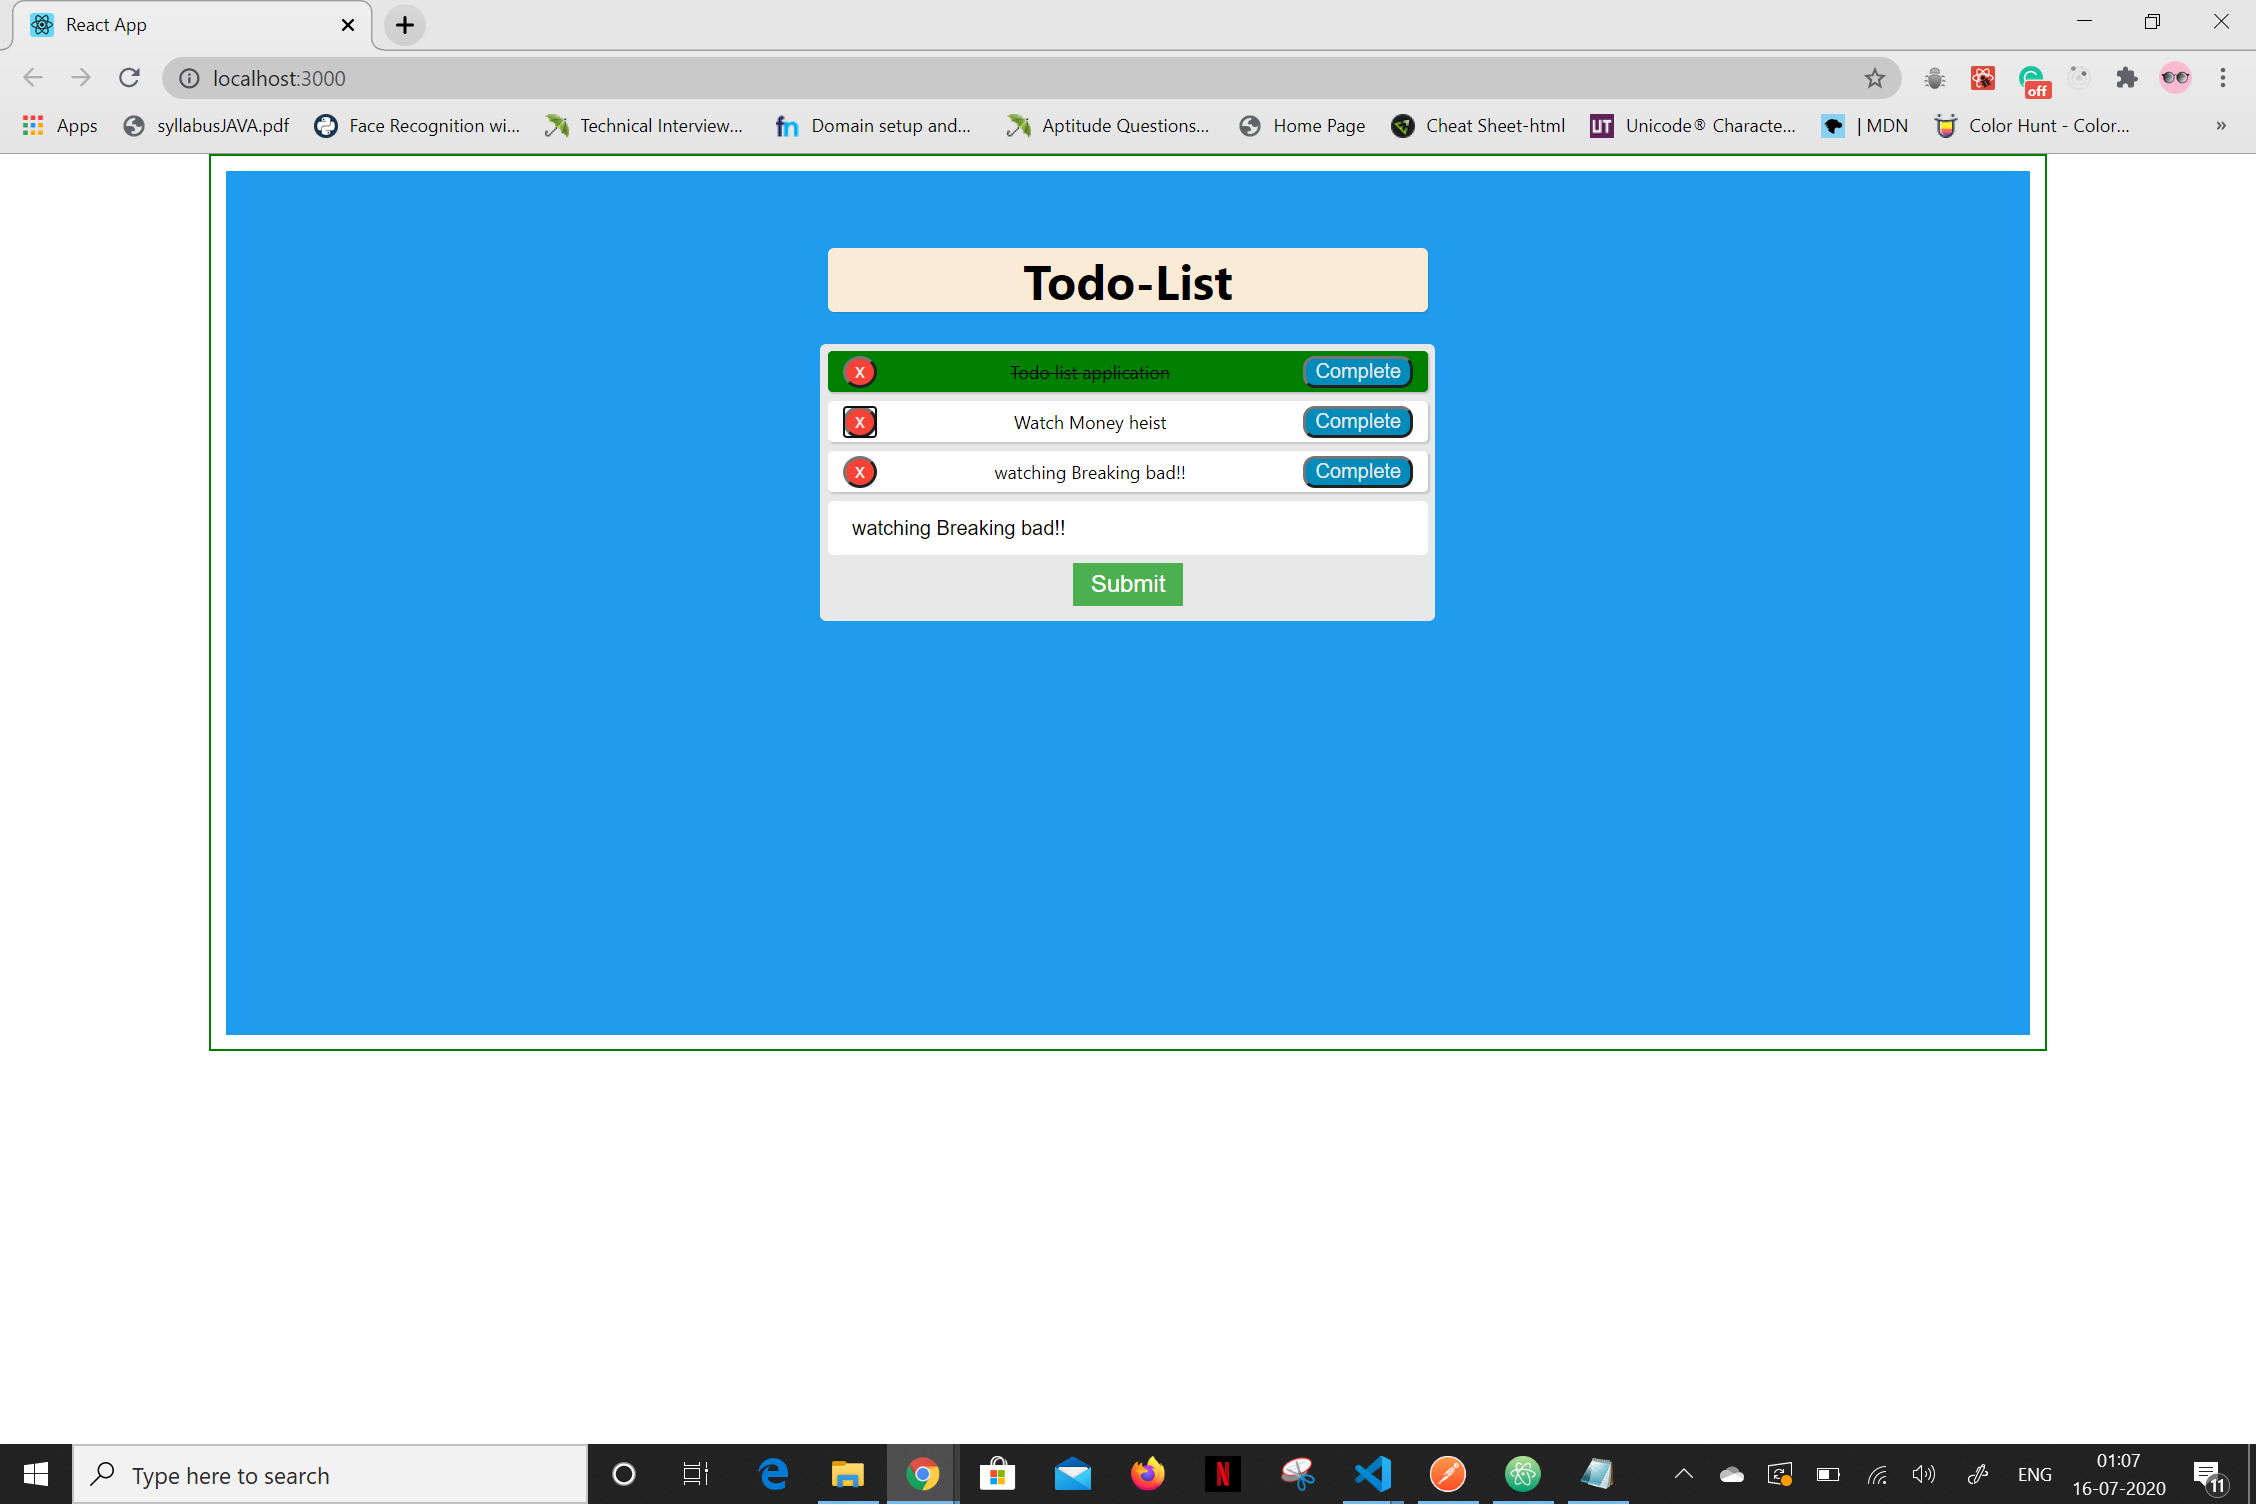 React App
localhost:3000
off
Apps syllabusJAVA.pdf Face Recognition wi... Technical Interview... fn Domain setup and... Aptitude Questions... Home Page Cheat Sheet-html UT Unicode® Characte... | MDN Color Hunt - Color... »
Todo-List
x Todo list application Complete
x Watch Money heist Complete
x watching Breaking bad!! Complete
watching Breaking bad!!
Submit
Type here to search
N
ENG
01:07
16-07-2020
11